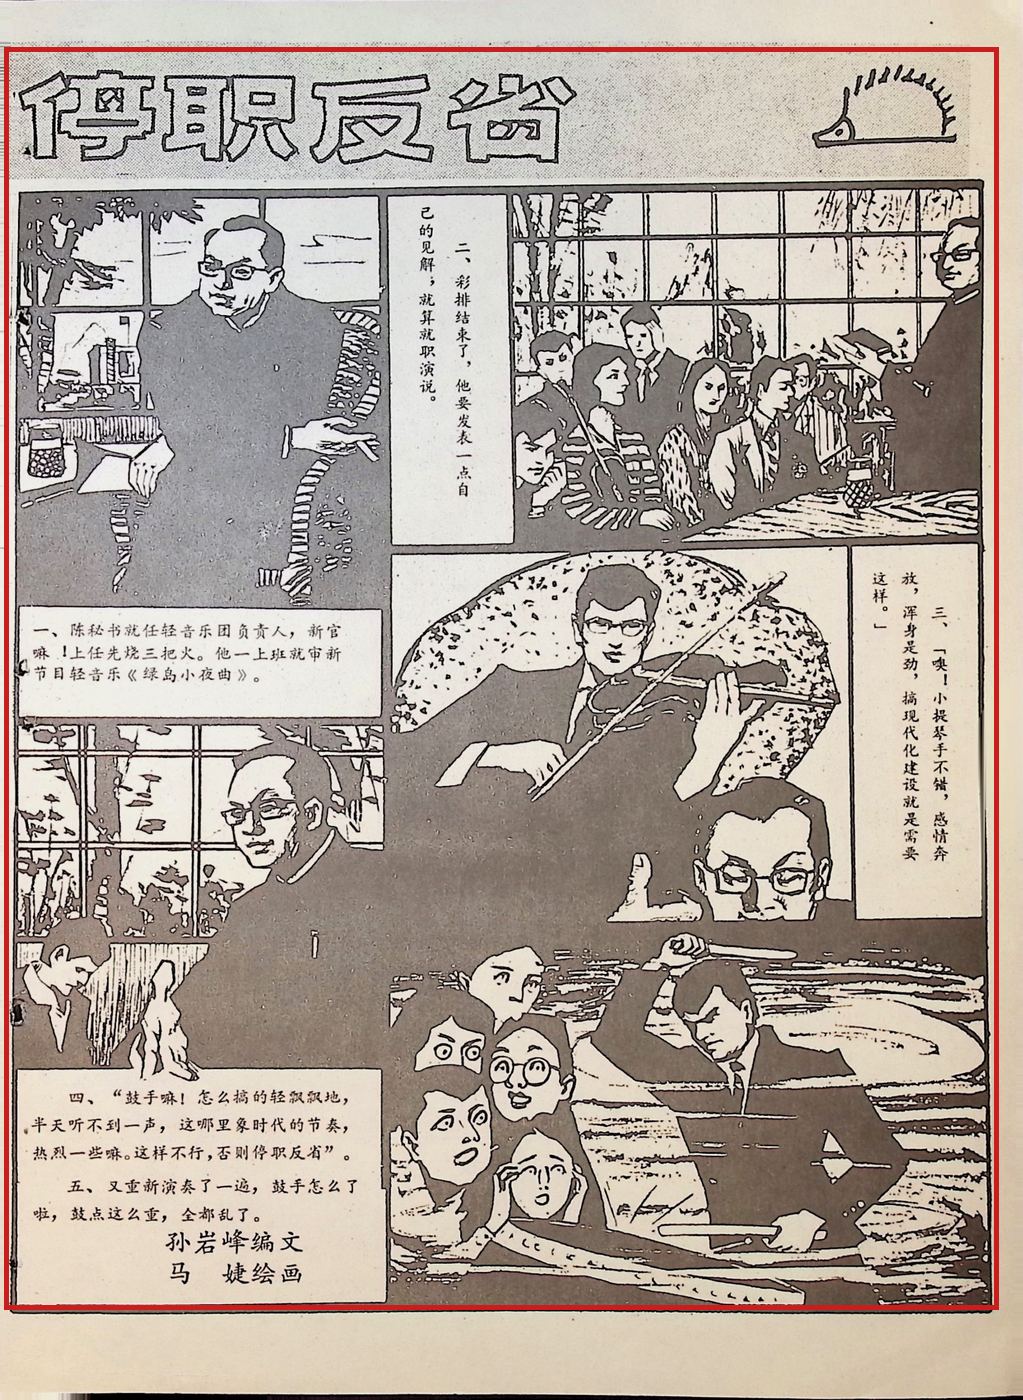 停职反省
一、陈秘书就任轻音乐团负责人，新官
嘛！上任先烧三把火。他一上班就审新
节目轻音乐《绿岛小夜曲》。
二、彩排结束了，他要发表一点自
己的见解，就算就职演说。
三、「噢！小提琴手不错，感情奔
放，浑身是劲，搞现代化建设就是需要
这样。」
四、“鼓手嘛！怎么搞的轻飘飘地，
半天听不到一声，这哪里象时代的节奏，
热烈一些嘛。这样不行，否则停职反省”。
五、又重新演奏了一遍，鼓手怎么了
啦，鼓点这么重，全都乱了。
孙岩峰编文
马　婕绘画